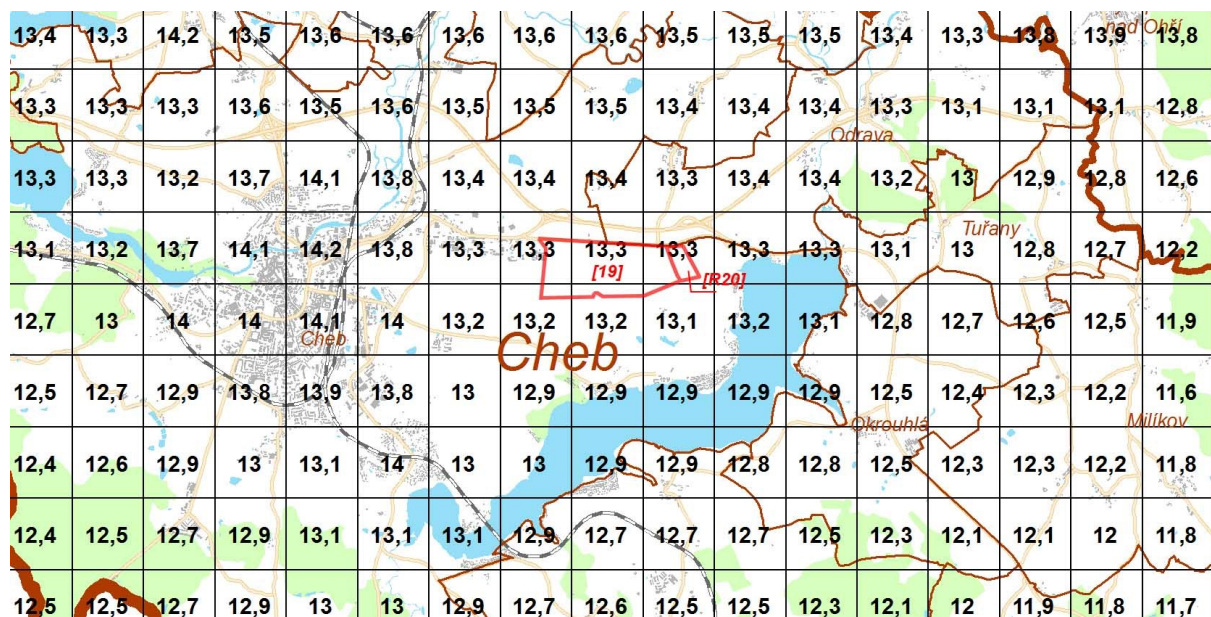 nad Ohří
13,4 13,3 14,2 13,5 13,6 13,6 13,6 13,6 13,6 13,5 13,5 13,5 13,4 13,3 13,8 13,9 13,8
13,3 13,3 13,3 13,6 13,5 13,6 13,5 13,5 13,5 13,4 13,4 13,4 13,3 13,1 13,1 13,1 12,8
Odrava
13,3 13,3 13,2 13,7 14,1 13,8 13,4 13,4 13,4 13,3 13,4 13,4 13,2 13 12,9 12,8 12,6
Tuřany
13,1 13,2 13,7 14,1 14,2 13,8 13,3 13,3 13,3 13,3 13,3 13,3 13,1 13 12,8 12,7 12,2
[19] [R20]
12,7 13 14 14 14,1 14 13,2 13,2 13,2 13,1 13,2 13,1 12,8 12,7 12,6 12,5 11,9
Cheb
Cheb
12,5 12,7 12,9 13,8 13,9 13,8 13 12,9 12,9 12,9 12,9 12,9 12,5 12,4 12,3 12,2 11,6
Okrouhlá Milíkov
12,4 12,6 12,9 13 13,1 14 13 13 12,9 12,9 12,8 12,8 12,5 12,3 12,3 12,2 11,8
12,4 12,5 12,7 12,9 13,1 13,1 13,1 12,9 12,7 12,7 12,7 12,5 12,3 12,1 12,1 12 11,8
12,5 12,5 12,7 12,9 13 13 12,9 12,7 12,6 12,5 12,5 12,3 12,1 12 11,9 11,8 11,7